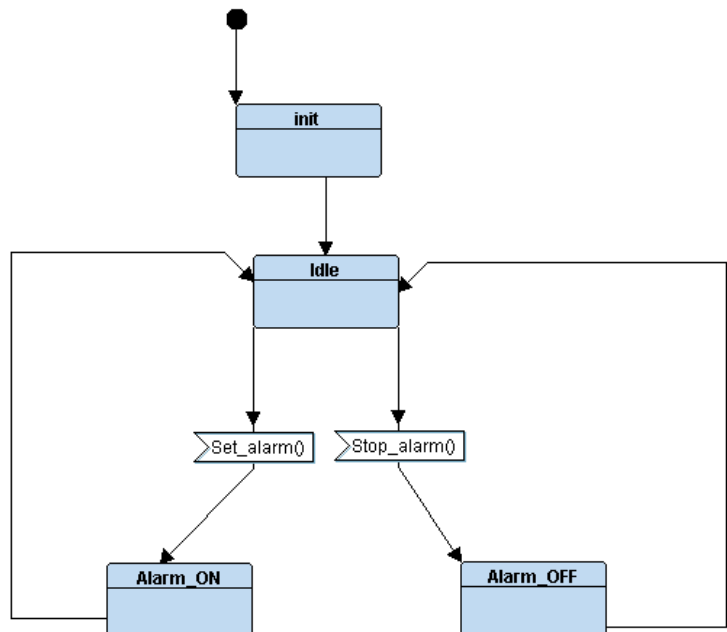 init
Idle
Set_alarm()
Stop_alarm()
Alarm_ON
Alarm_OFF